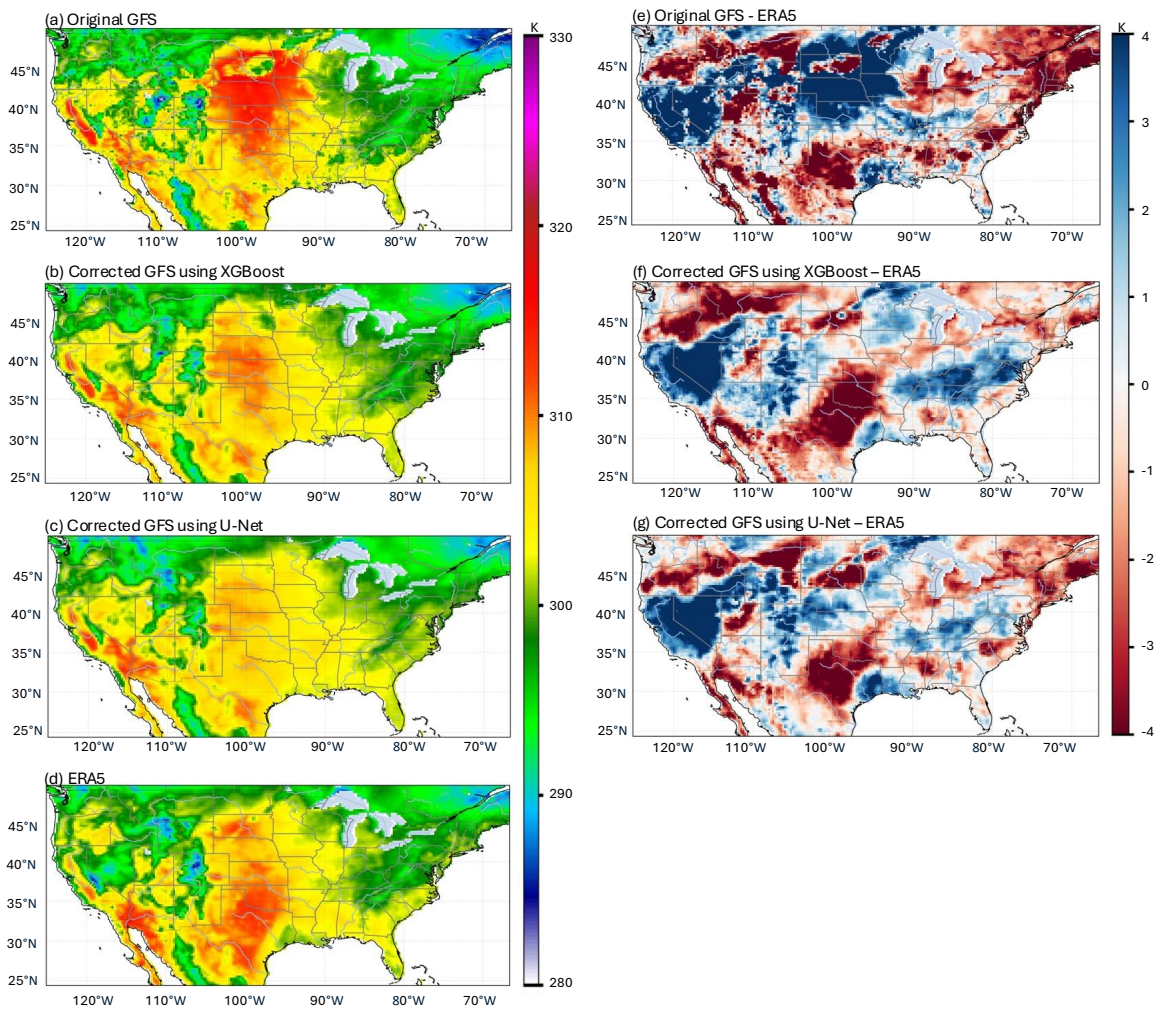 (a) Original GFS
45°N
40°N
35°N
30°N
25°N
120°W 110°W 100°W 90°W 80°W 70°W
(b) Corrected GFS using XGBoost
45°N
40°N
35°N
30°N
25°N
120°W 110°W 100°W 90°W 80°W 70°W
(c) Corrected GFS using U-Net
45°N
40°N
35°N
30°N
25°N
120°W 110°W 100°W 90°W 80°W 70°W
(d) ERA5
45°N
40°N
35°N
30°N
25°N
120°W 110°W 100°W 90°W 80°W 70°W
K
330
320
310
300
290
280
(e) Original GFS - ERA5
45°N
40°N
35°N
30°N
25°N
120°W 110°W 100°W 90°W 80°W 70°W
(f) Corrected GFS using XGBoost – ERA5
45°N
40°N
35°N
30°N
25°N
120°W 110°W 100°W 90°W 80°W 70°W
(g) Corrected GFS using U-Net – ERA5
45°N
40°N
35°N
30°N
25°N
120°W 110°W 100°W 90°W 80°W 70°W
K
4
3
2
1
0
-1
-2
-3
-4